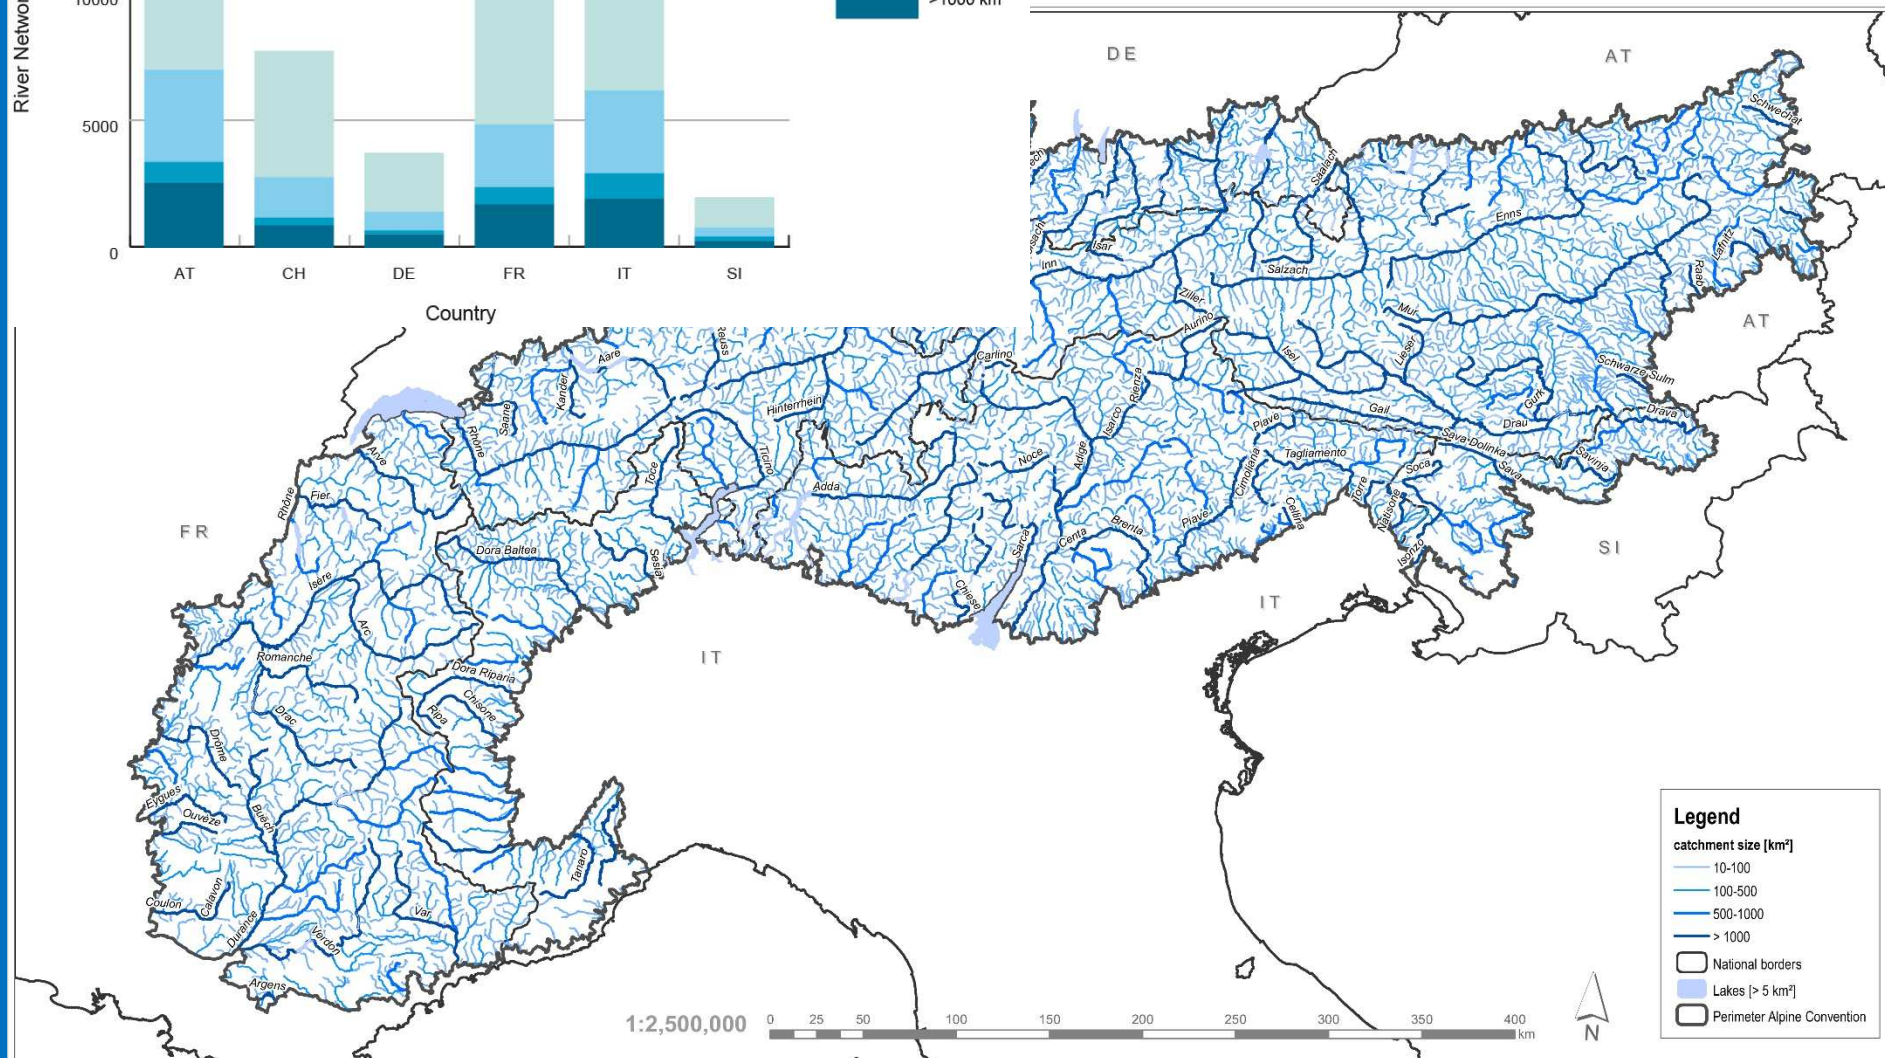 10000
>1000 km
River Networ
5000
0
AT
CH
DE
FR
IT
SI
Country
DE
AT
Schwechat
Saalach
Enns
Lafnitz
Raab
Isar
Inn
Salzach
Ziller
Mur
AT
Aurino
Reuss
Carlino
Aare
Isel
Lieser
Schwarze Sulm
Kander
Rienza
Hinterrhein
Gurk
Saane
Isarco
Gail
Drava
Piave
Drau
Rhône
Sava Dolinka
Arve
Ticino
Noce
Adige
Tagliamento
Savinja
Toce
Soca
Sava
Cimoliana
Adda
Torre
Fier
Rhône
Natisone
Cellina
Piave
Brenta
FR
Centa
Sarca
Dora Baltea
Sesia
Isonzo
SI
Isère
Chiese
IT
Arc
IT
Romanche
Dora Riparia
Chisone
Ripa
Drac
Drôme
Eygues
Ouvèze
Buëch
Tanaro
Calavon
Coulon
Var
Durance
Verdon
Argens
Legend
catchment size [km²]
10-100
100-500
500-1000
> 1000
National borders
Lakes [> 5 km²]
Perimeter Alpine Convention
1:2,500,000
0 25 50 100 150 200 250 300 350 400
km
N